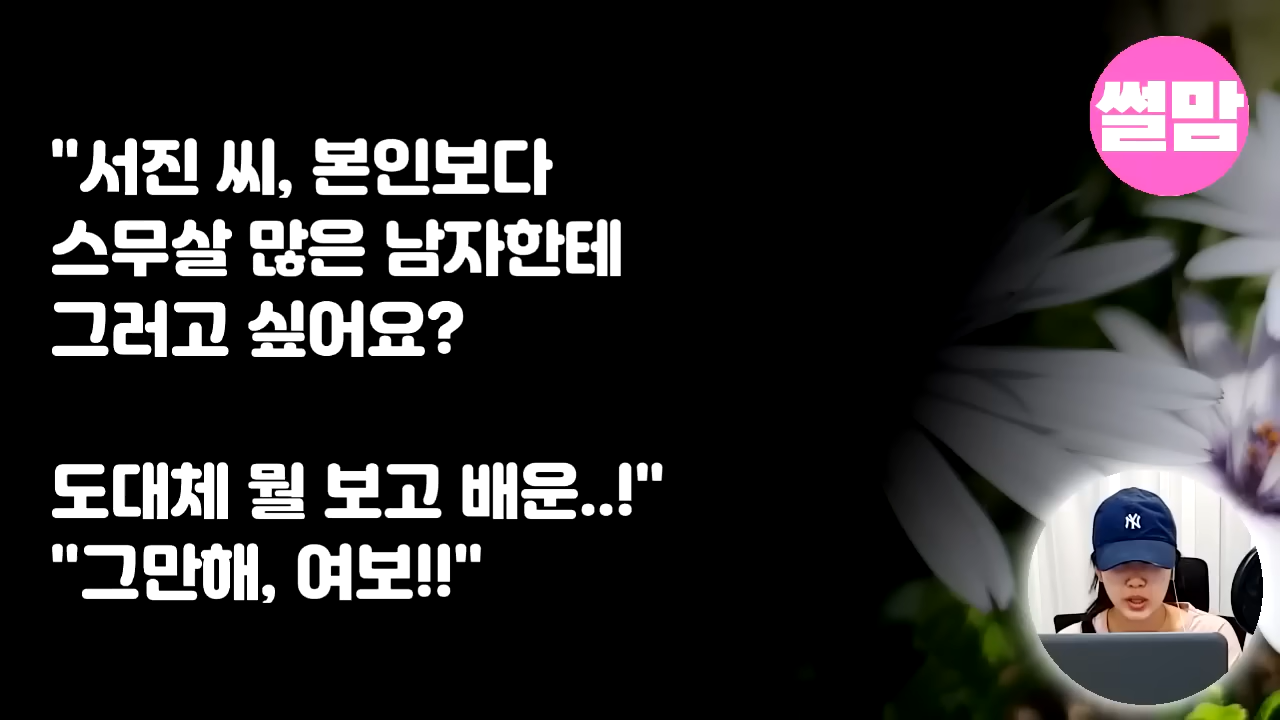 썰맘
"서진 씨, 본인보다
스무살 많은 남자한테
그러고 싶어요?
도대체 뭘 보고 배운..!"
"그만해, 여보!!"
NY